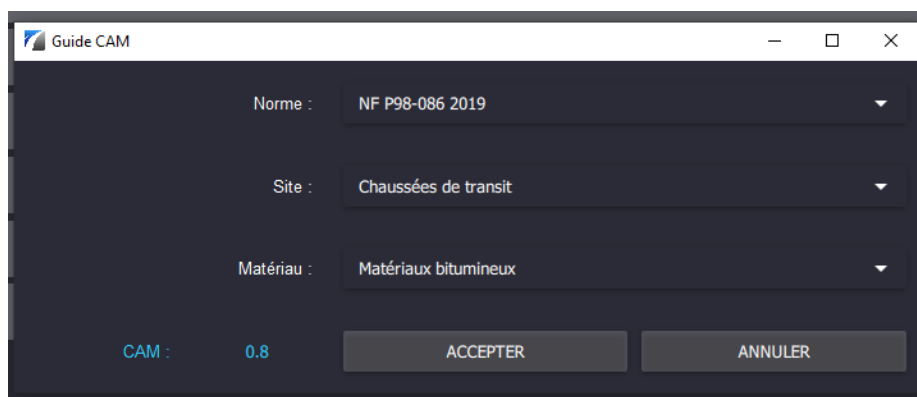 Guide CAM
Norme : NF P98-086 2019
Site : Chaussées de transit
Matériau : Matériaux bitumineux
CAM : 0.8 ACCEPTER ANNULER